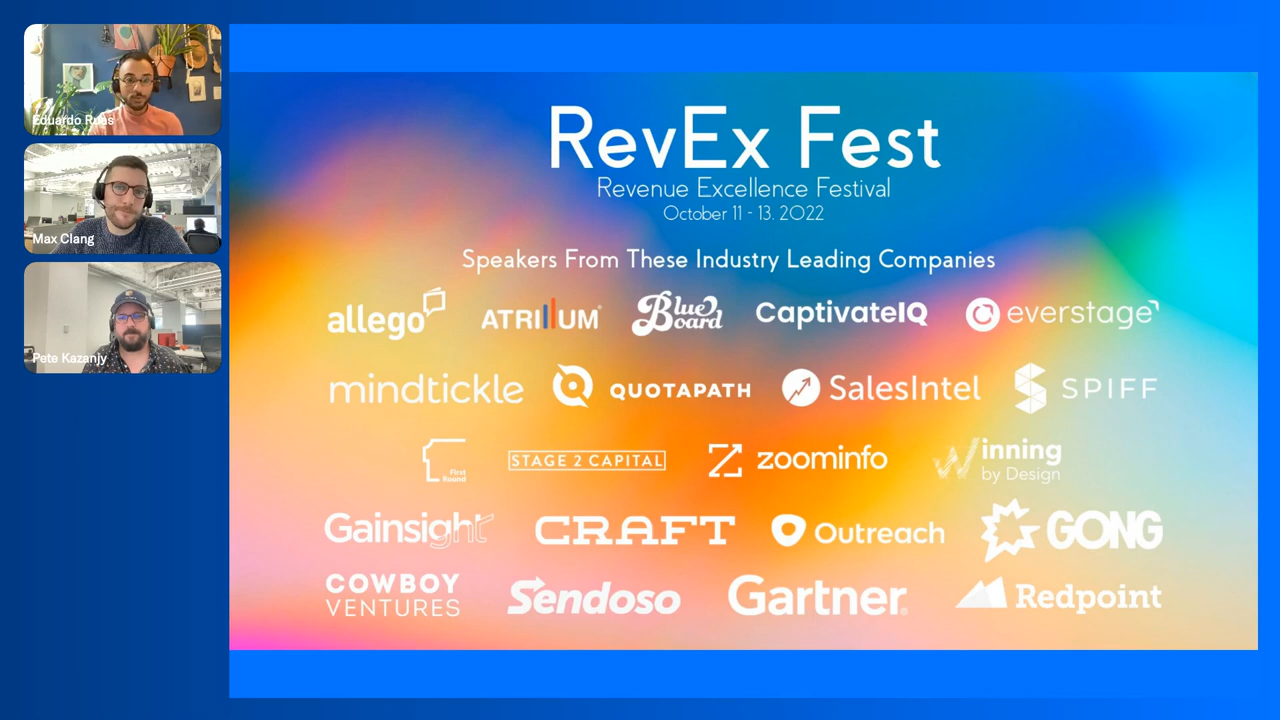 Eduardo Ruas
Max Clang
Pete Kazanjy
RevEx Fest
Revenue Excellence Festival
October 11 - 13. 2022
Speakers From These Industry Leading Companies
allego ATRIUM Blue Board CaptivateIQ everstage
mindtickle QUOTAPATH SalesIntel SPIFF
First Round STAGE 2 CAPITAL zoominfo Winning by Design
Gainsight CRAFT Outreach GONG
COWBOY VENTURES Sendoso Gartner Redpoint